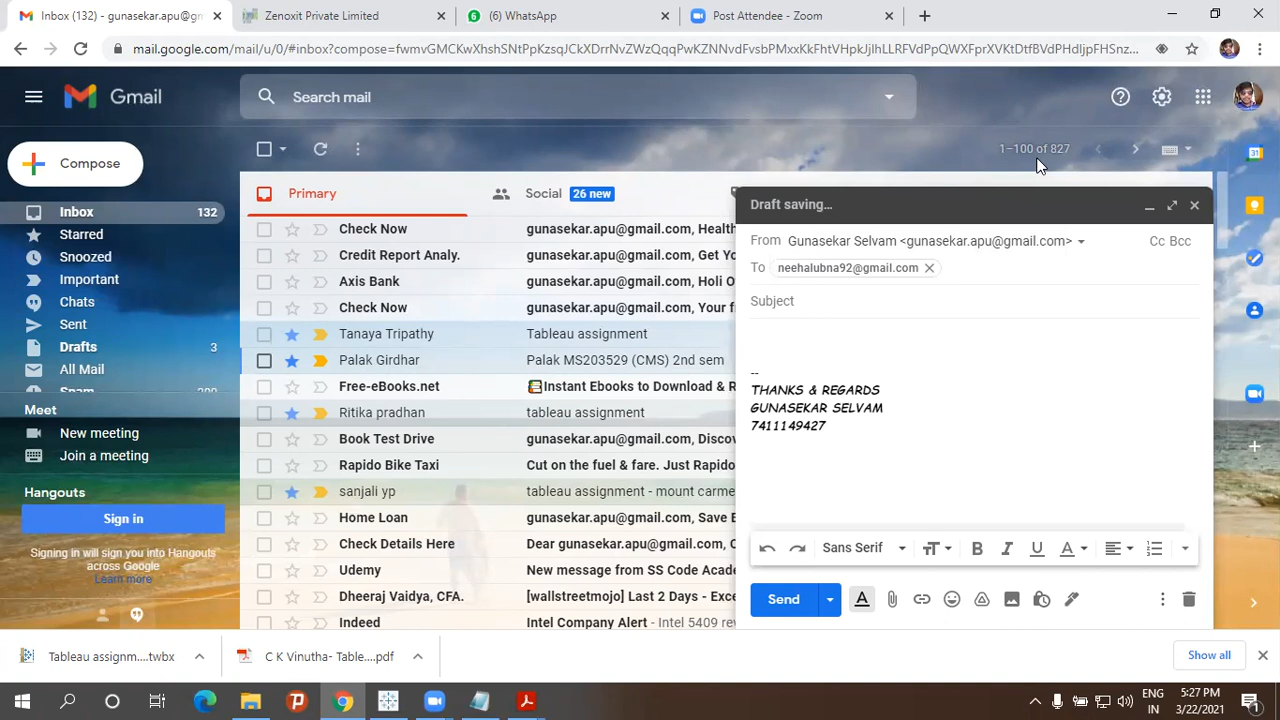 Inbox (132) - gunasekar.apu@gm
Zenoxit Private Limited
(6) WhatsApp
Post Attendee - Zoom
mail.google.com/mail/u/0/#inbox?compose=
Gmail
Search mail
Compose
1–100 of 827
Inbox 132
Starred
Snoozed
Important
Chats
Sent
Drafts 3
All Mail
Spam
Meet
New meeting
Join a meeting
Hangouts
Sign in
Signing in will sign you into Hangouts
across Google
Learn more
Primary
Social 26 new
Check Now gunasekar.apu@gmail.com, Health
Credit Report Analy. gunasekar.apu@gmail.com, Get Yo
Axis Bank gunasekar.apu@gmail.com, Holi O
Check Now gunasekar.apu@gmail.com, Your f
Tanaya Tripathy Tableau assignment
Palak Girdhar Palak MS203529 (CMS) 2nd sem
Free-eBooks.net Instant Ebooks to Download & R
Ritika pradhan tableau assignment
Book Test Drive gunasekar.apu@gmail.com, Discov
Rapido Bike Taxi Cut on the fuel & fare. Just Rapido
sanjali yp tableau assignment - mount carme
Home Loan gunasekar.apu@gmail.com, Save
Check Details Here Dear gunasekar.apu@gmail.com, C
Udemy New message from SS Code Acade
Dheeraj Vaidya, CFA. [wallstreetmojo] Last 2 Days - Exce
Indeed Intel Company Alert - Intel 5409 rev
Draft saving…
From Gunasekar Selvam <gunasekar.apu@gmail.com> Cc Bcc
To neehalubna92@gmail.com
Subject
--
THANKS & REGARDS
GUNASEKAR SELVAM
7411149427
Sans Serif
Send
31
Tableau assignm....twbx
C K Vinutha- Table....pdf
Show all
ENG
IN
5:27 PM
3/22/2021
1